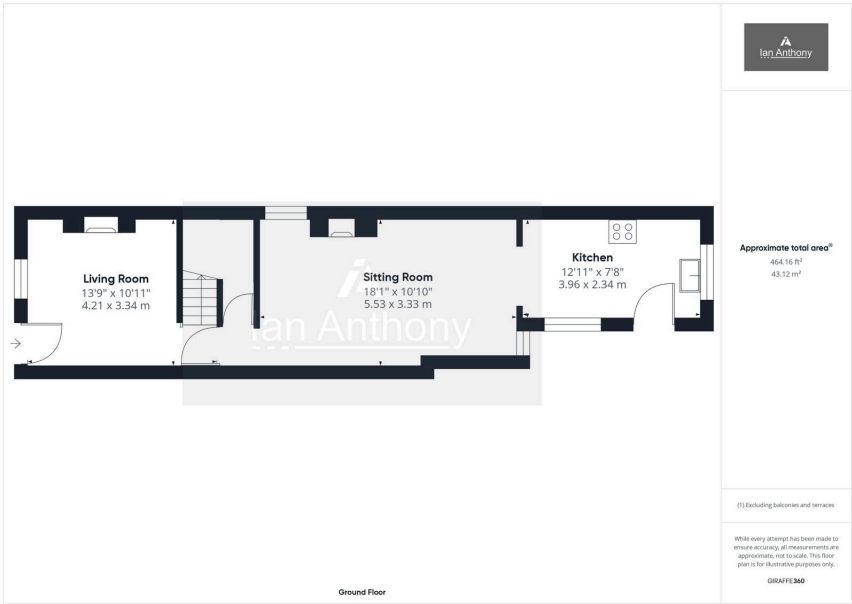 Ian Anthony
Living Room
13'9" x 10'11"
4.21 x 3.34 m
Sitting Room
18'1" x 10'10"
5.53 x 3.33 m
Kitchen
12'11" x 7'8"
3.96 x 2.34 m
Ian Anthony
Ground Floor
Approximate total area⁽¹⁾
464.16 ft²
43.12 m²
(1) Excluding balconies and terraces
While every attempt has been made to
ensure accuracy, all measurements are
approximate, not to scale. This floor
plan is for illustrative purposes only.
GIRAFFE360